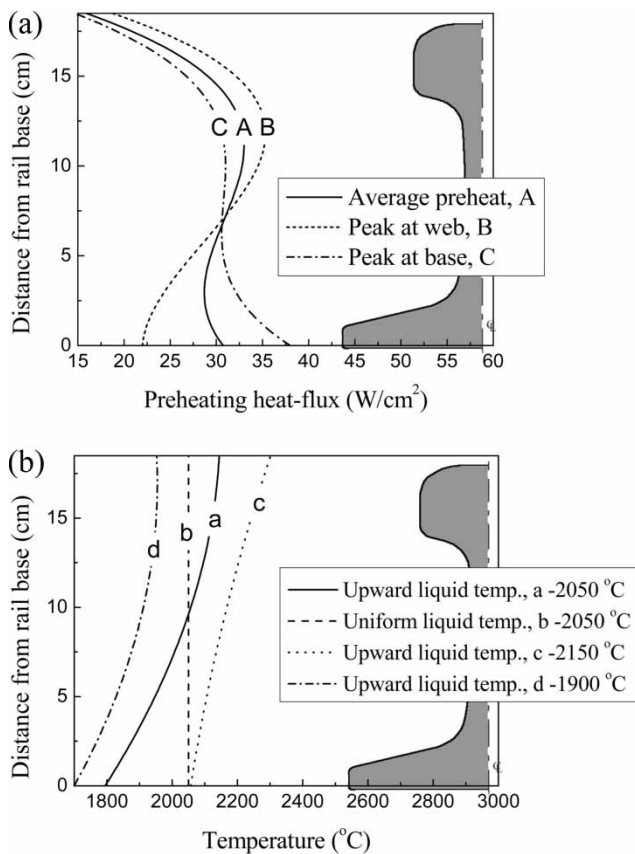 (a)
Distance from rail base (cm)
15
10
5
0
C A B
Average preheat, A
Peak at web, B
Peak at base, C
℄
15 20 25 30 35 40 45 50 55 60
Preheating heat-flux (W/cm²)
(b)
Distance from rail base (cm)
15
10
5
0
d b a c
Upward liquid temp., a -2050 °C
Uniform liquid temp., b -2050 °C
Upward liquid temp., c -2150 °C
Upward liquid temp., d -1900 °C
℄
1800 2000 2200 2400 2600 2800 3000
Temperature (°C)